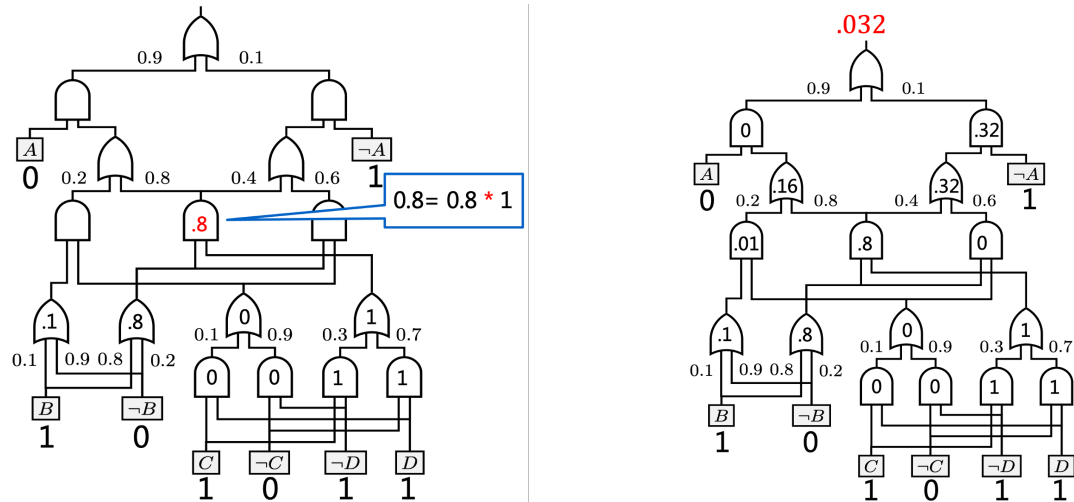 0.9 0.1
A ¬A
0 1
0.2 0.8 0.4 0.6
.8
0.8= 0.8 * 1
.1 .8 0 1
0.1 0.9 0.8 0.2 0.1 0.9 0.3 0.7
0 0 1 1
B ¬B
1 0
C ¬C ¬D D
1 0 1 1
.032
0.9 0.1
0 .32
A ¬A
0 1
.16 .32
0.2 0.8 0.4 0.6
.01 .8 0
.1 .8 0 1
0.1 0.9 0.8 0.2 0.1 0.9 0.3 0.7
0 0 1 1
B ¬B
1 0
C ¬C ¬D D
1 0 1 1